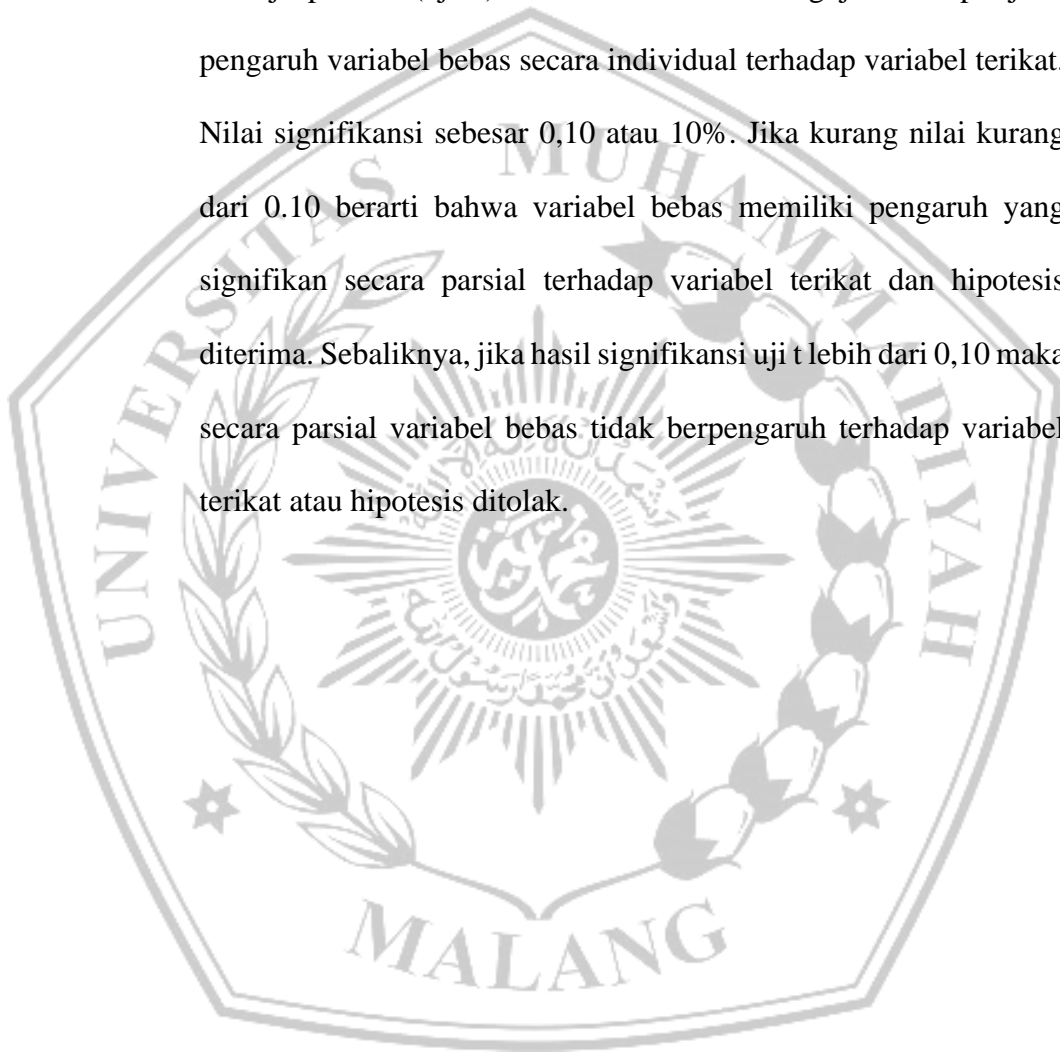 pengaruh variabel bebas secara individual terhadap variabel terikat.
Nilai signifikansi sebesar 0,10 atau 10%. Jika kurang nilai kurang
dari 0.10 berarti bahwa variabel bebas memiliki pengaruh yang
signifikan secara parsial terhadap variabel terikat dan hipotesis
diterima. Sebaliknya, jika hasil signifikansi uji t lebih dari 0,10 maka
secara parsial variabel bebas tidak berpengaruh terhadap variabel
terikat atau hipotesis ditolak.
UNIVERSITAS MUHAMMADIYAH
MALANG